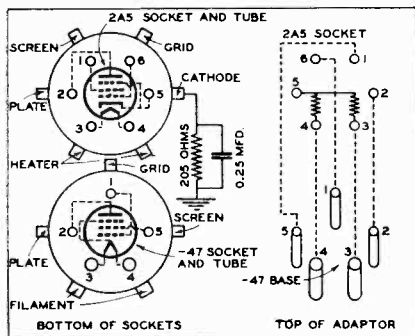 2A5 SOCKET AND TUBE
SCREEN
GRID
1
6
CATHODE
PLATE
2
5
3
4
HEATER
GRID
205 OHMS
0.25 MFD.
1
SCREEN
2
5
PLATE
3
4
-47 SOCKET
AND TUBE
FILAMENT
BOTTOM OF SOCKETS
2A5 SOCKET
6
1
5
2
4
3
1
5
2
4
3
-47 BASE
TOP OF ADAPTOR